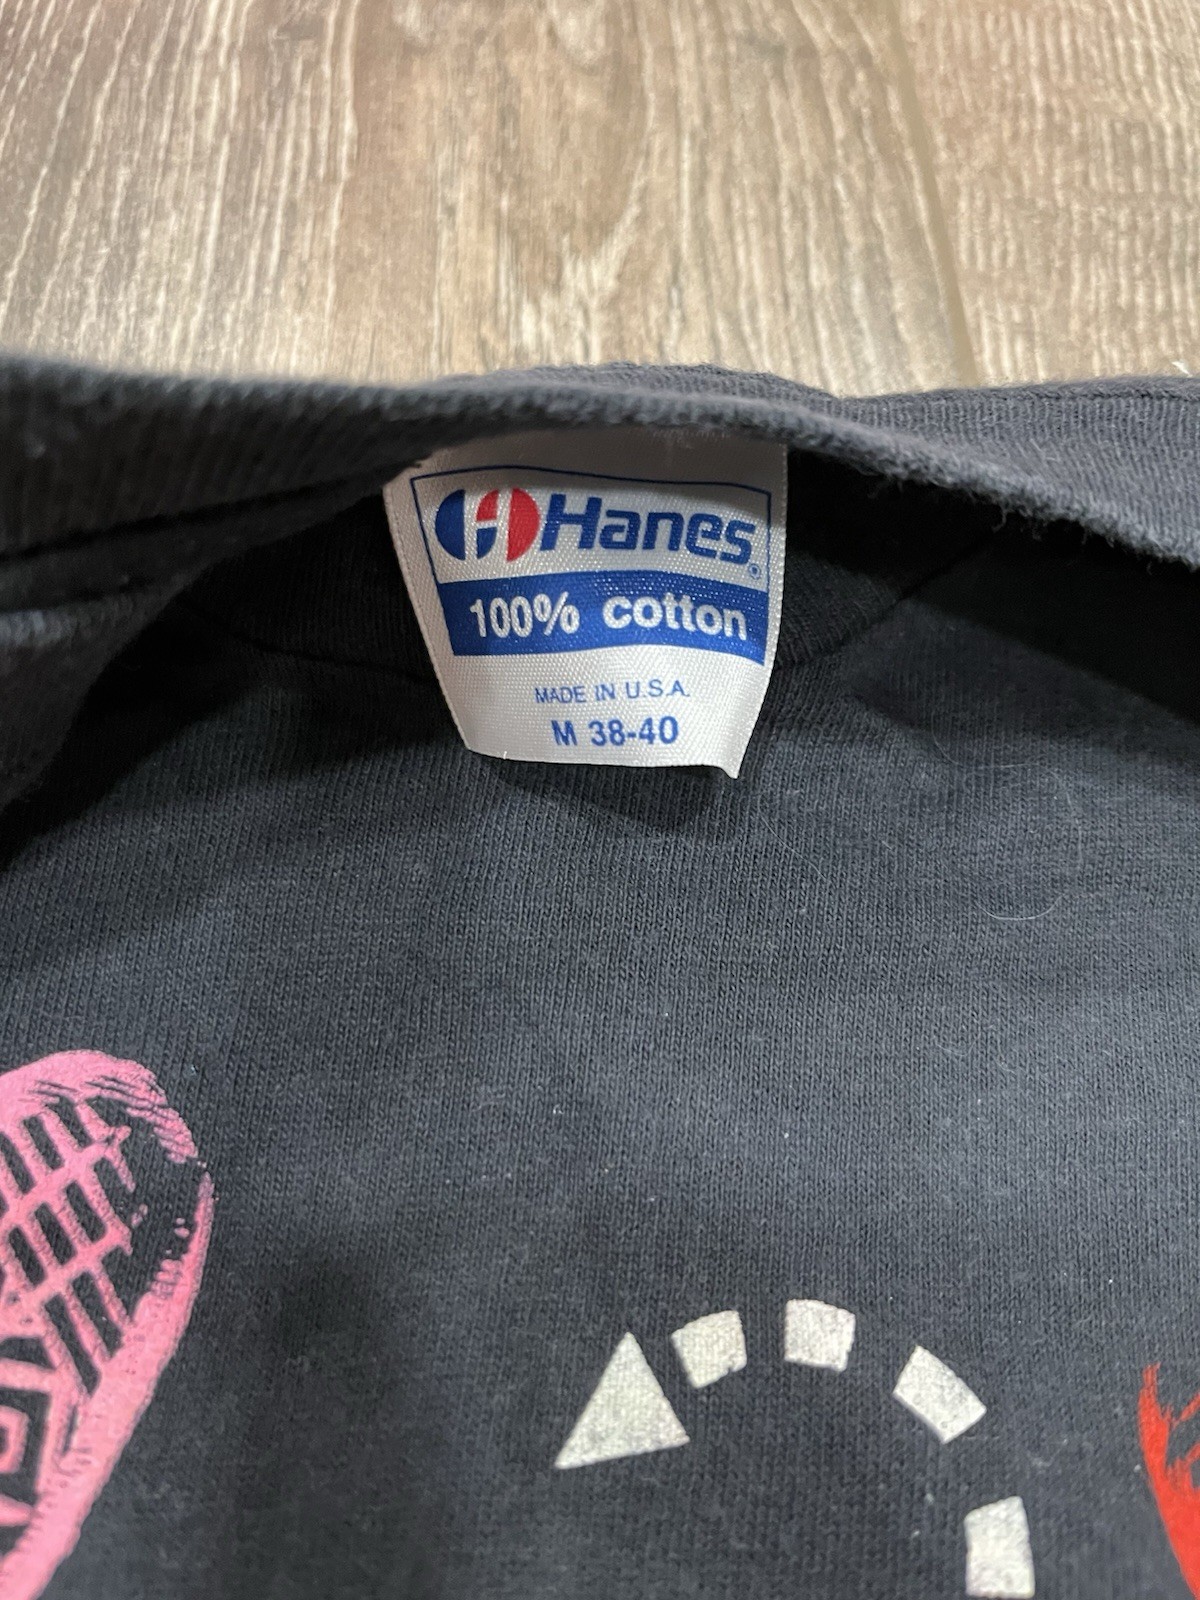 Hanes®
100% cotton
MADE IN U.S.A.
M 38-40